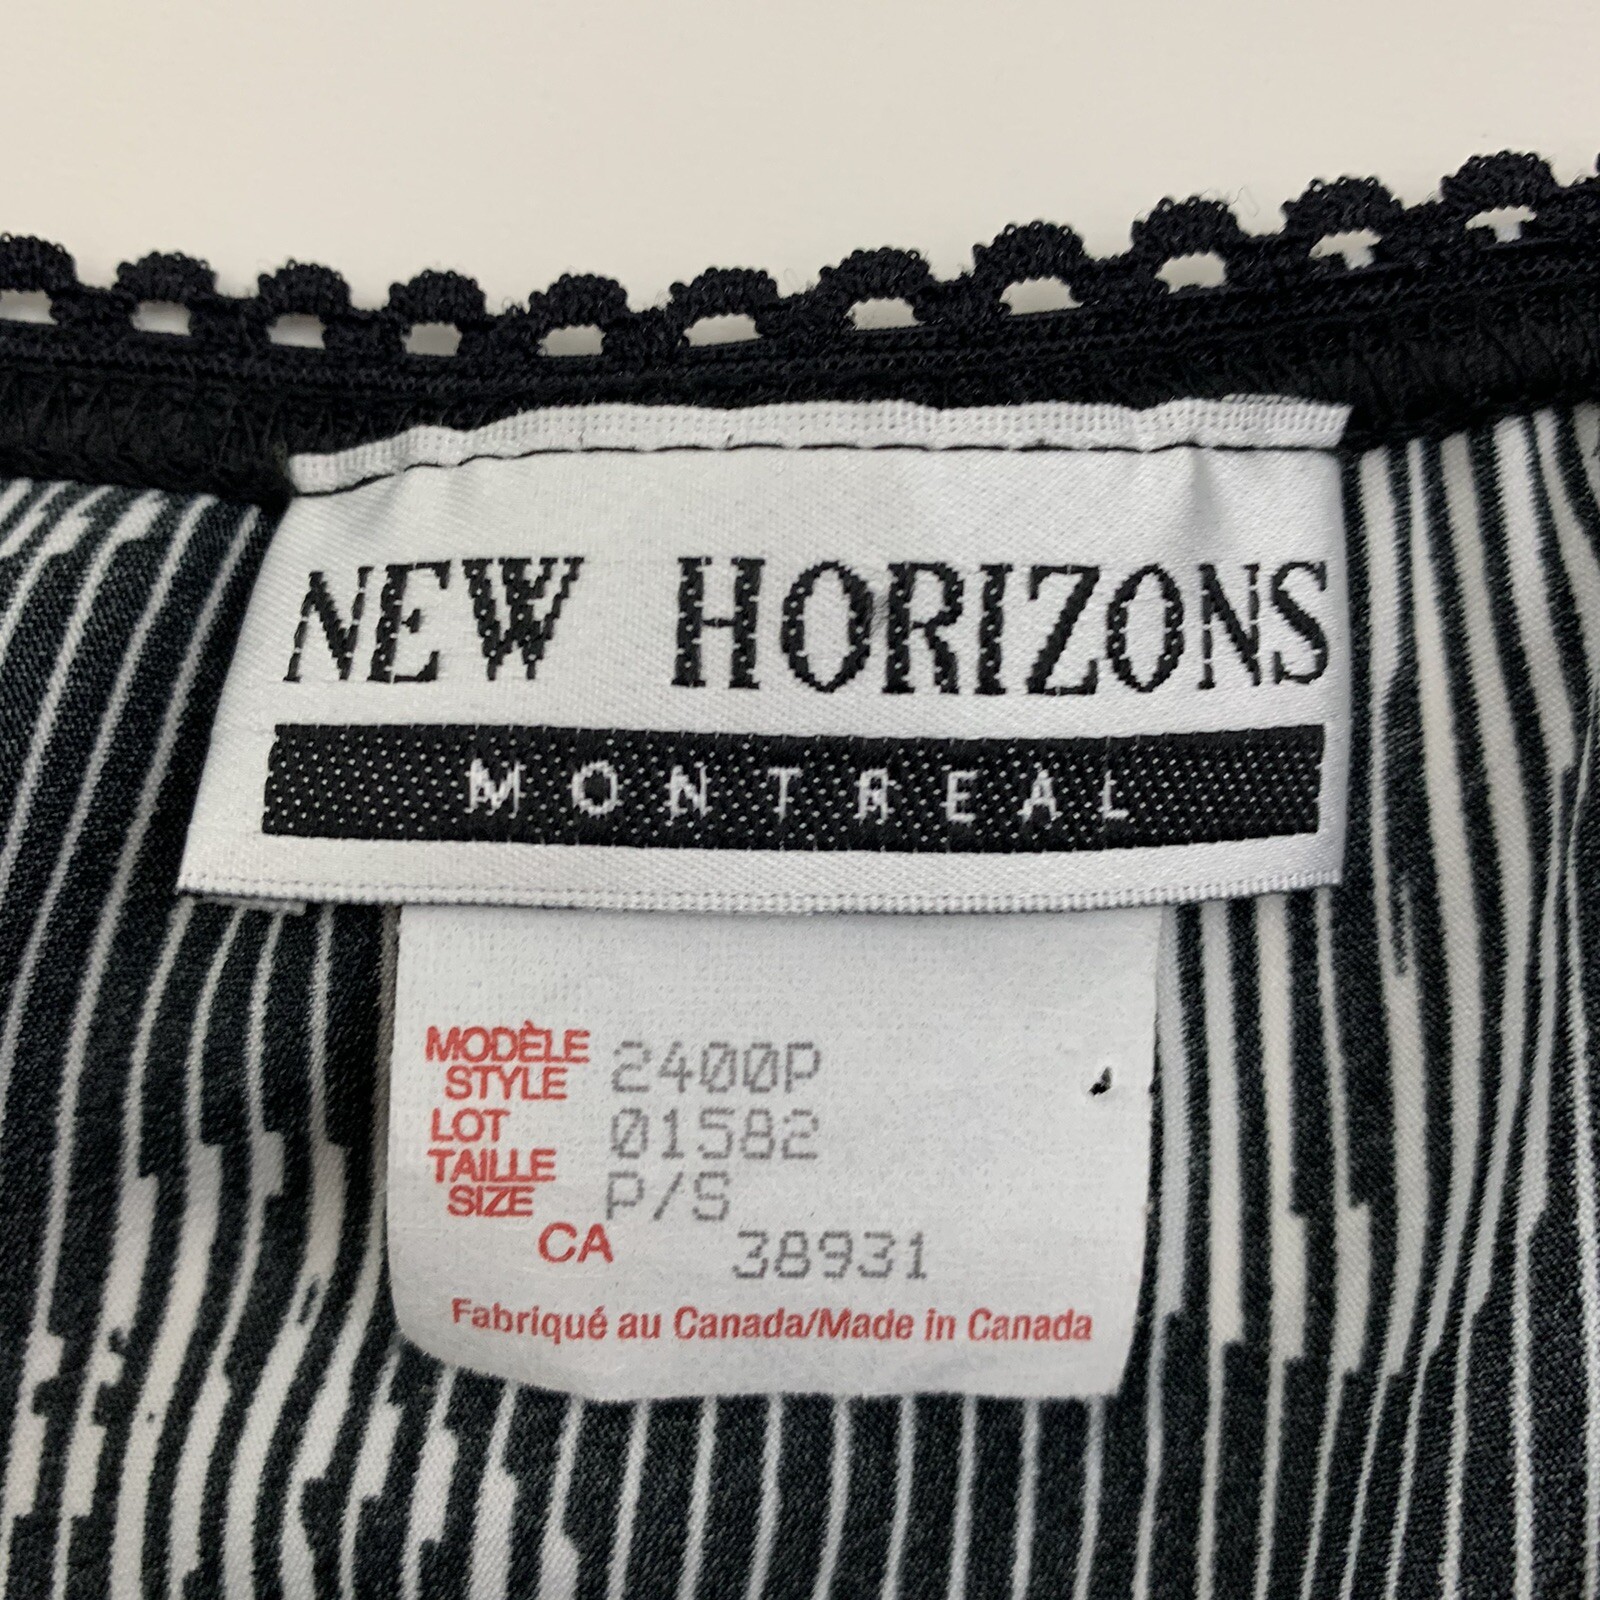 NEW HORIZONS
MONTREAL
MODÈLE
STYLE 2400P
LOT 01582
TAILLE
SIZE P/S
CA 38931
Fabriqué au Canada/Made in Canada